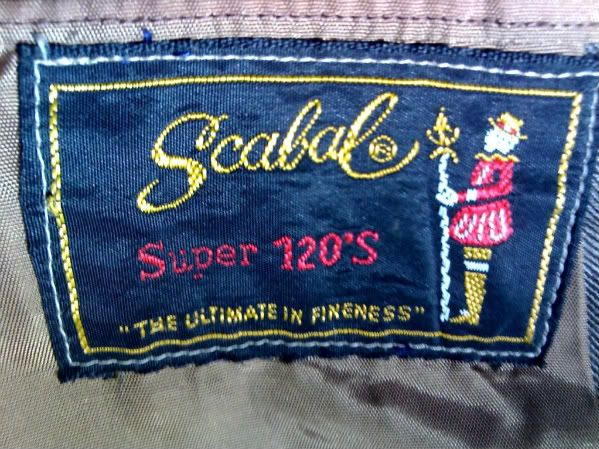 Scabal®
Super 120'S
"THE ULTIMATE IN FINENESS"